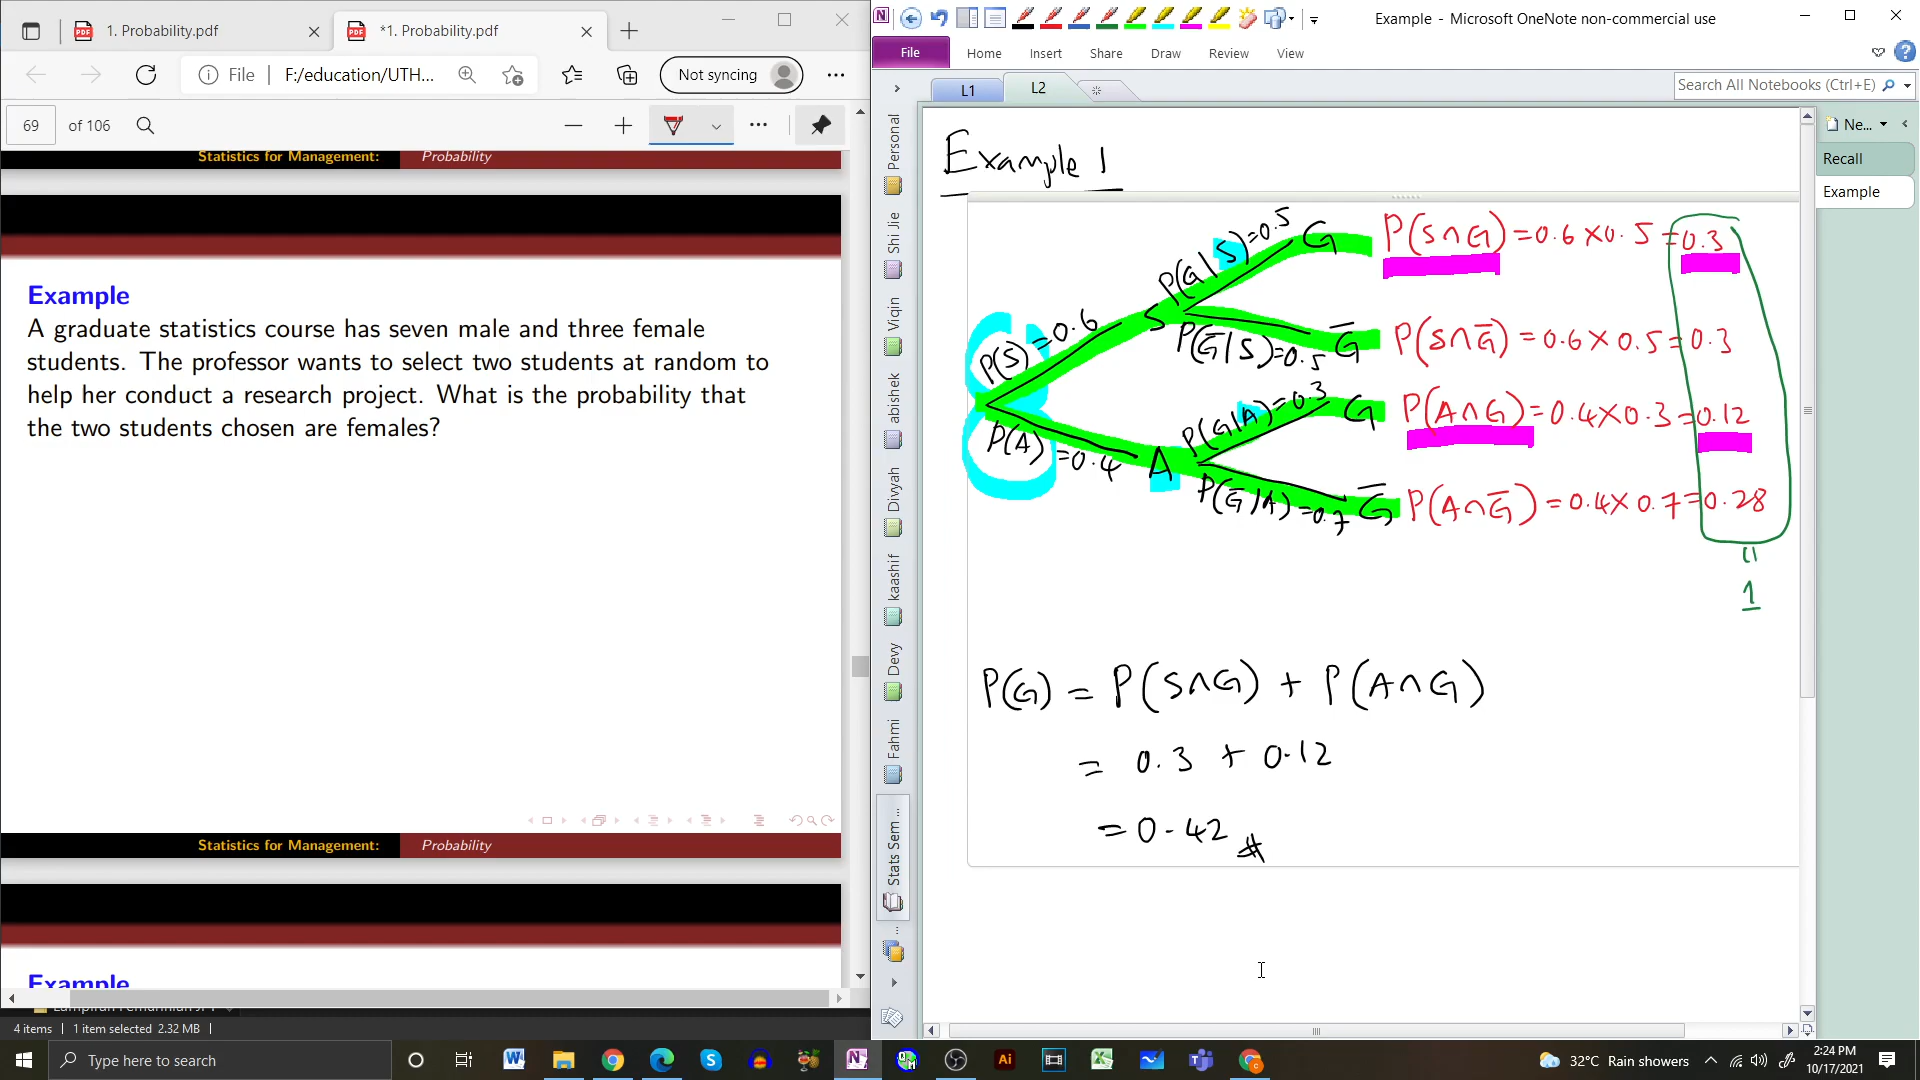 1. Probability.pdf
*1. Probability.pdf
File
F:/education/UTH...
Not syncing
69
of 106
Statistics for Management:
Probability
Example
A graduate statistics course has seven male and three female
students. The professor wants to select two students at random to
help her conduct a research project. What is the probability that
the two students chosen are females?
Statistics for Management:
Probability
Example
4 items
1 item selected 2.32 MB
Example - Microsoft OneNote non-commercial use
File
Home
Insert
Share
Draw
Review
View
L1
L2
Search All Notebooks (Ctrl+E)
Personal
Shi Jie
Viqin
abishek
Divyah
kaashif
Devy
Fahmi
Stats Sem ...
Ne...
Recall
Example
Example 1
P(S) = 0.6
S
P(G|S) = 0.5
G
P(S∩G) = 0.6 × 0.5 = 0.3
P(G̅|S) = 0.5
G̅
P(S∩G̅) = 0.6 × 0.5 = 0.3
P(A) = 0.4
A
P(G|A) = 0.3
G
P(A∩G) = 0.4 × 0.3 = 0.12
P(G̅|A) = 0.7
G̅
P(A∩G̅) = 0.4 × 0.7 = 0.28
=
1
P(G) = P(S∩G) + P(A∩G)
= 0.3 + 0.12
= 0.42 #
Type here to search
32°C Rain showers
2:24 PM
10/17/2021